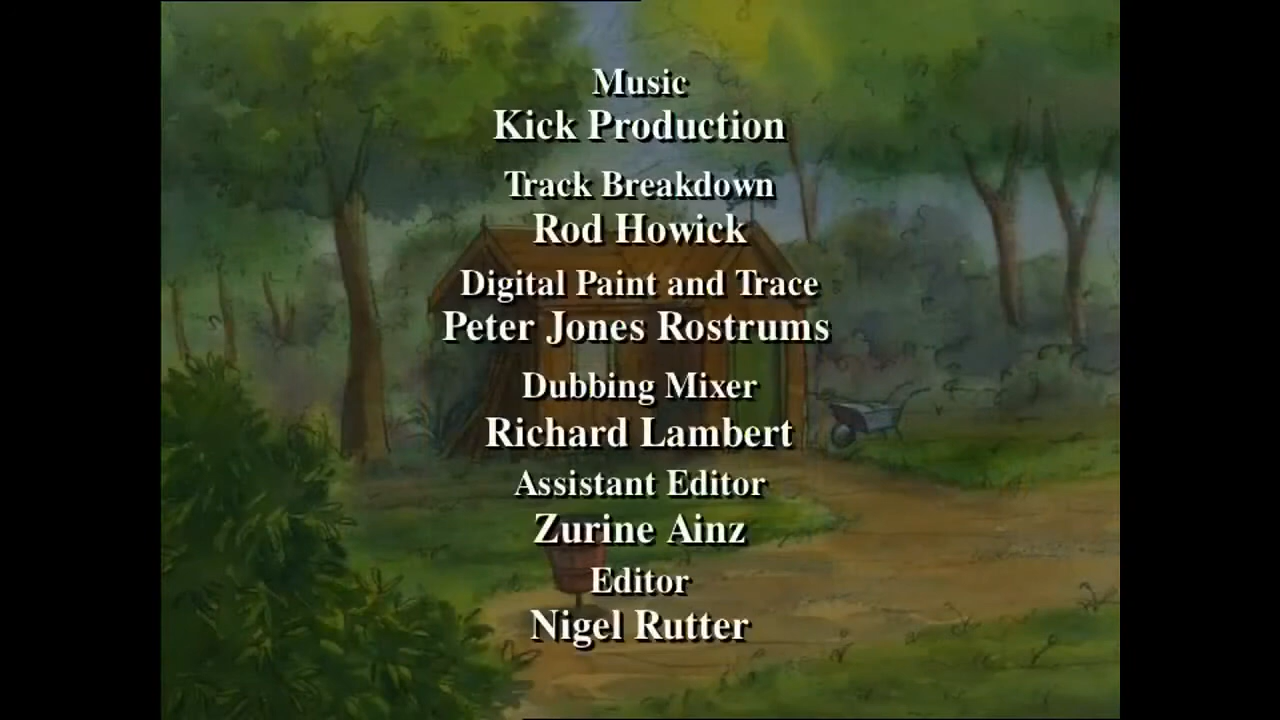 Music
Kick Production
Track Breakdown
Rod Howick
Digital Paint and Trace
Peter Jones Rostrums
Dubbing Mixer
Richard Lambert
Assistant Editor
Zurine Ainz
Editor
Nigel Rutter